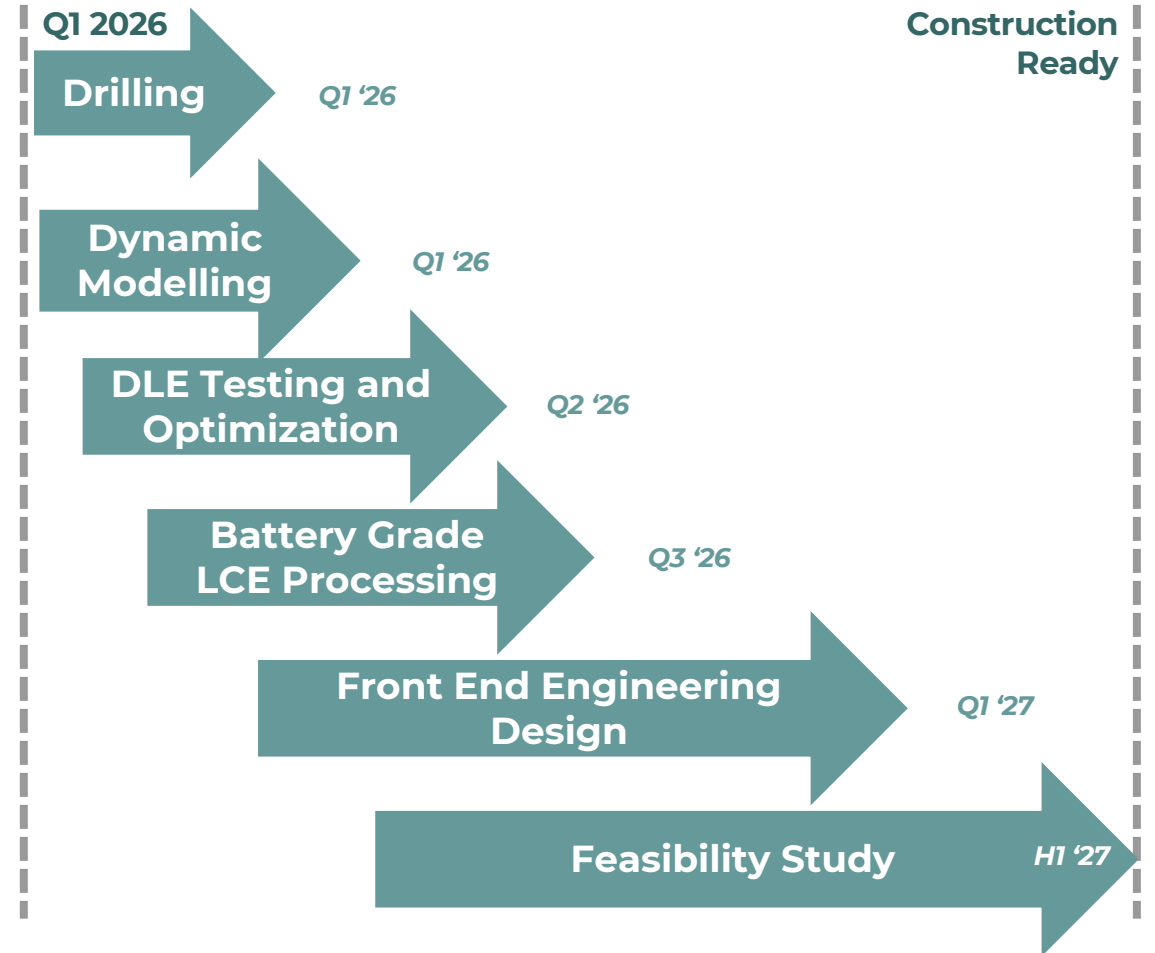 Q1 2026
Construction
Ready
Drilling
Q1 ‘26
Dynamic
Modelling
Q1 ‘26
DLE Testing and
Optimization
Q2 ‘26
Battery Grade
LCE Processing
Q3 ‘26
Front End Engineering
Design
Q1 ‘27
Feasibility Study
H1 ‘27